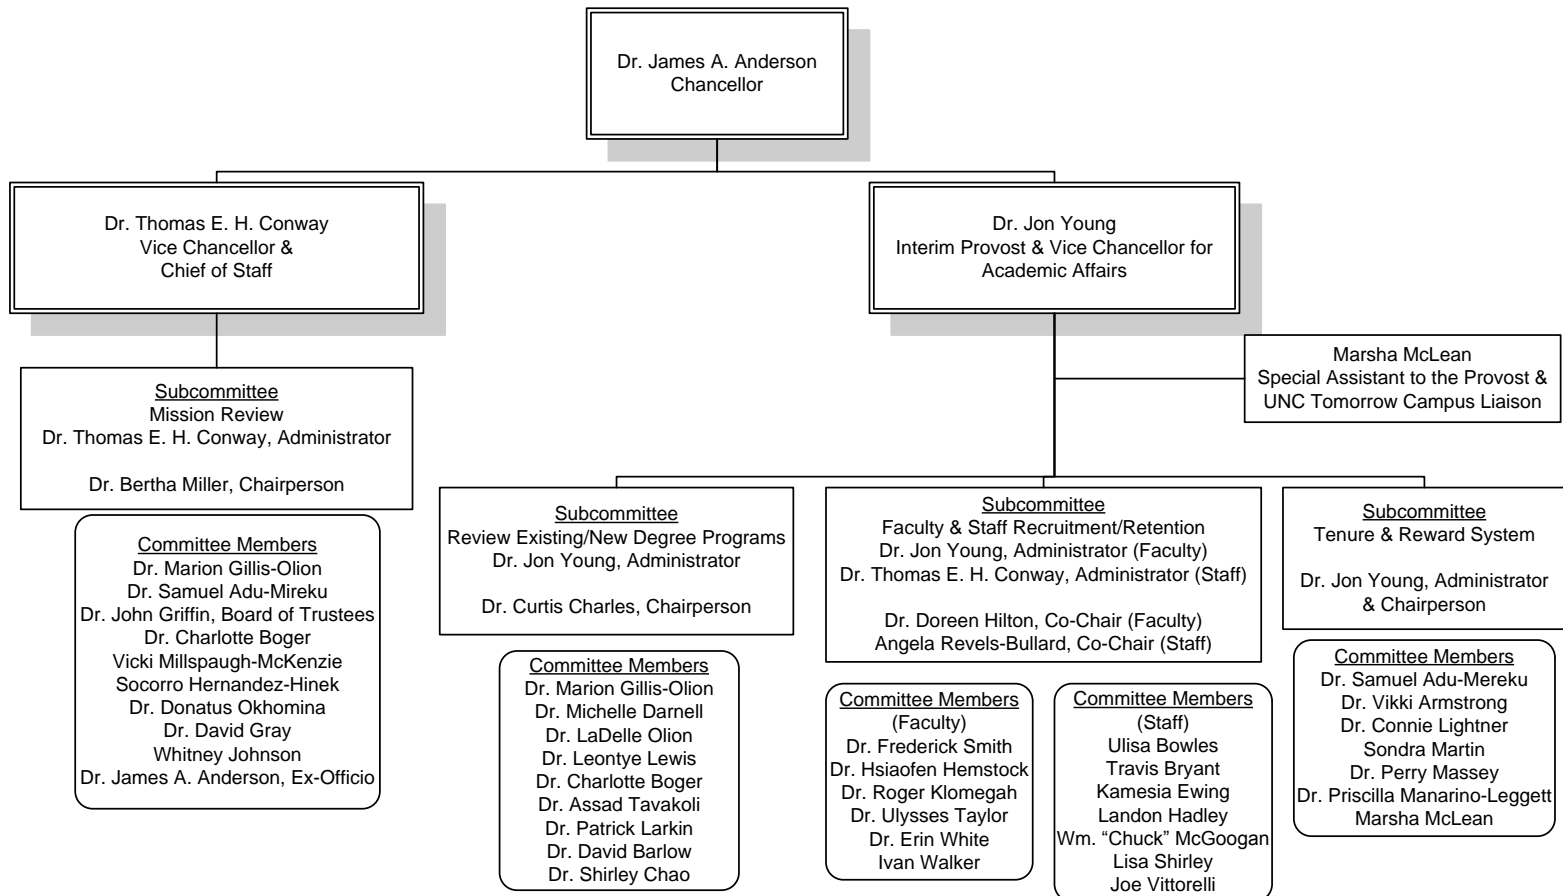 Dr. James A. Anderson
Chancellor
Dr. Thomas E. H. Conway
Vice Chancellor &
Chief of Staff
Dr. Jon Young
Interim Provost & Vice Chancellor for
Academic Affairs
Marsha McLean
Special Assistant to the Provost &
UNC Tomorrow Campus Liaison
Subcommittee
Mission Review
Dr. Thomas E. H. Conway, Administrator
Dr. Bertha Miller, Chairperson
Committee Members
Dr. Marion Gillis-Olion
Dr. Samuel Adu-Mireku
Dr. John Griffin, Board of Trustees
Dr. Charlotte Boger
Vicki Millspaugh-McKenzie
Socorro Hernandez-Hinek
Dr. Donatus Okhomina
Dr. David Gray
Whitney Johnson
Dr. James A. Anderson, Ex-Officio
Subcommittee
Review Existing/New Degree Programs
Dr. Jon Young, Administrator
Dr. Curtis Charles, Chairperson
Committee Members
Dr. Marion Gillis-Olion
Dr. Michelle Darnell
Dr. LaDelle Olion
Dr. Leontye Lewis
Dr. Charlotte Boger
Dr. Assad Tavakoli
Dr. Patrick Larkin
Dr. David Barlow
Dr. Shirley Chao
Subcommittee
Faculty & Staff Recruitment/Retention
Dr. Jon Young, Administrator (Faculty)
Dr. Thomas E. H. Conway, Administrator (Staff)
Dr. Doreen Hilton, Co-Chair (Faculty)
Angela Revels-Bullard, Co-Chair (Staff)
Committee Members
(Faculty)
Dr. Frederick Smith
Dr. Hsiaofen Hemstock
Dr. Roger Klomegah
Dr. Ulysses Taylor
Dr. Erin White
Ivan Walker
Committee Members
(Staff)
Ulisa Bowles
Travis Bryant
Kamesia Ewing
Landon Hadley
Wm. “Chuck” McGoogan
Lisa Shirley
Joe Vittorelli
Subcommittee
Tenure & Reward System
Dr. Jon Young, Administrator
& Chairperson
Committee Members
Dr. Samuel Adu-Mereku
Dr. Vikki Armstrong
Dr. Connie Lightner
Sondra Martin
Dr. Perry Massey
Dr. Priscilla Manarino-Leggett
Marsha McLean